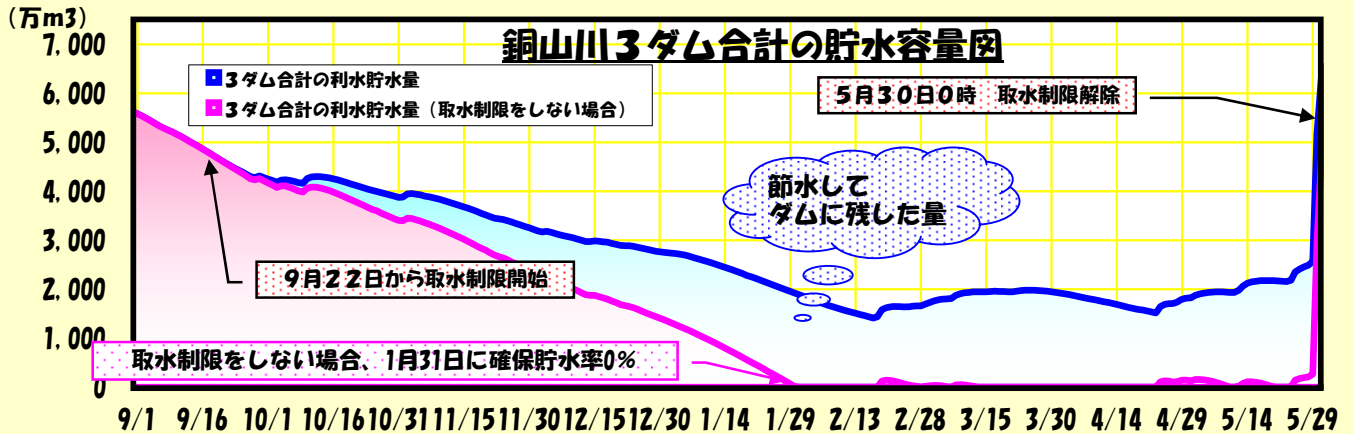 (万m3)
銅山川3ダム合計の貯水容量図
7,000
6,000
5,000
4,000
3,000
2,000
1,000
0
3ダム合計の利水貯水量
3ダム合計の利水貯水量(取水制限をしない場合)
5月30日0時 取水制限解除
節水して
ダムに残した量
9月22日から取水制限開始
取水制限をしない場合、1月31日に確保貯水率0%
9/1 9/16 10/1 10/16 10/31 11/15 11/30 12/15 12/30 1/14 1/29 2/13 2/28 3/15 3/30 4/14 4/29 5/14 5/29